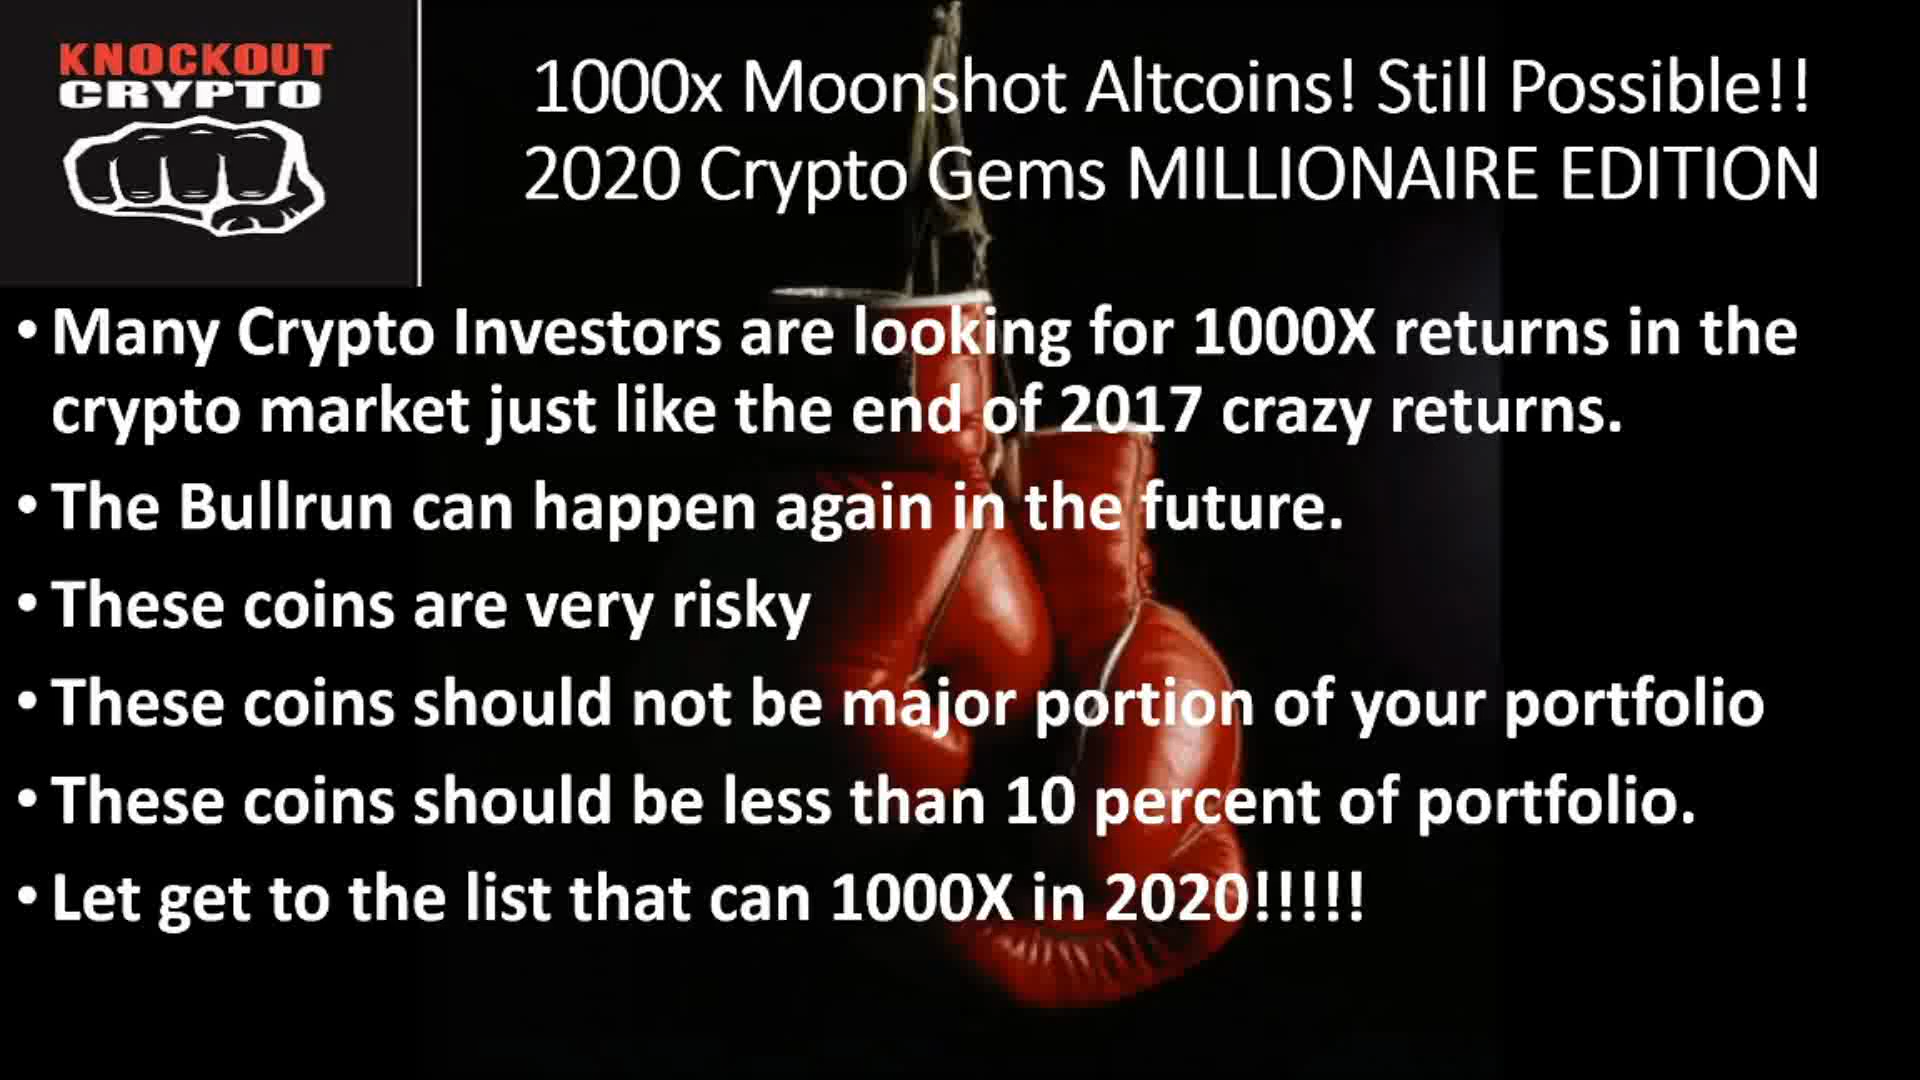 KNOCKOUT
CRYPTO
1000x Moonshot Altcoins! Still Possible!!
2020 Crypto Gems MILLIONAIRE EDITION
• Many Crypto Investors are looking for 1000X returns in the
crypto market just like the end of 2017 crazy returns.
• The Bullrun can happen again in the future.
• These coins are very risky
• These coins should not be major portion of your portfolio
• These coins should be less than 10 percent of portfolio.
• Let get to the list that can 1000X in 2020!!!!!